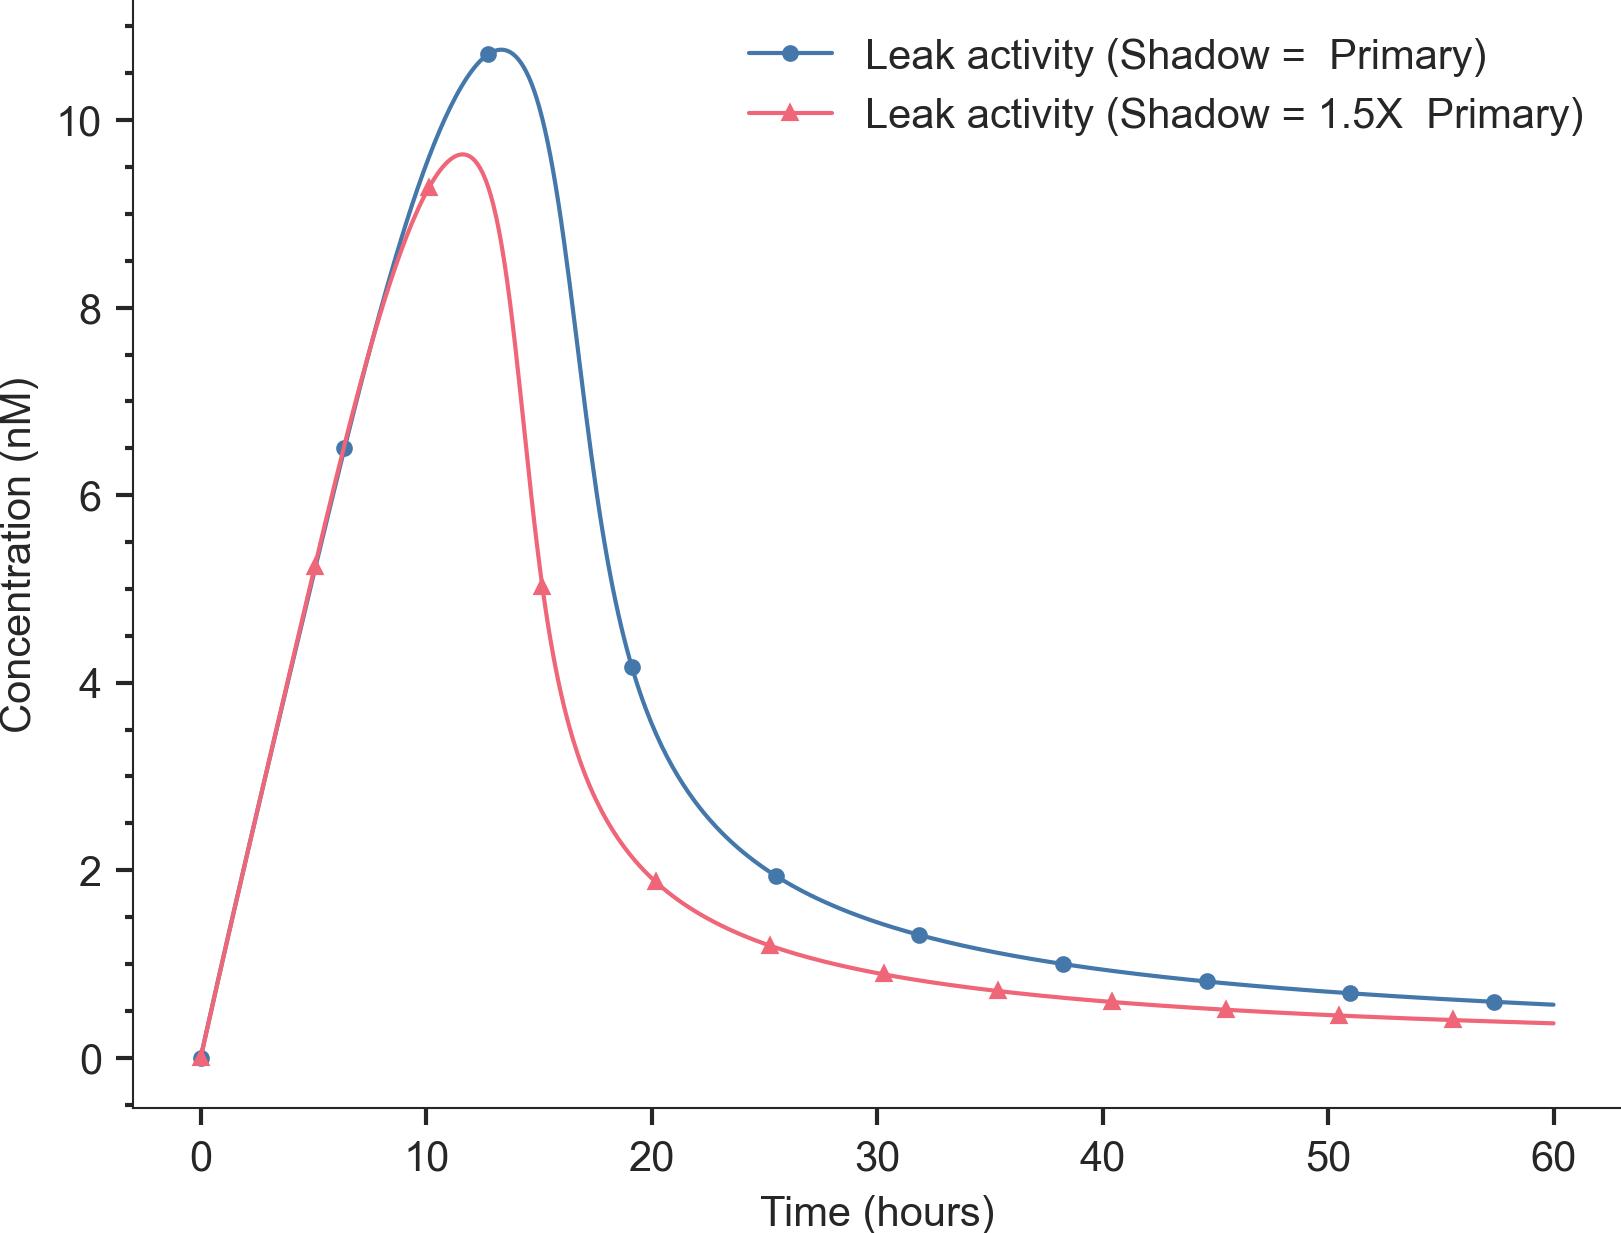 Leak activity (Shadow =  Primary)
Leak activity (Shadow = 1.5X  Primary)
Concentration (nM)
10
8
6
4
2
0
0 10 20 30 40 50 60
Time (hours)